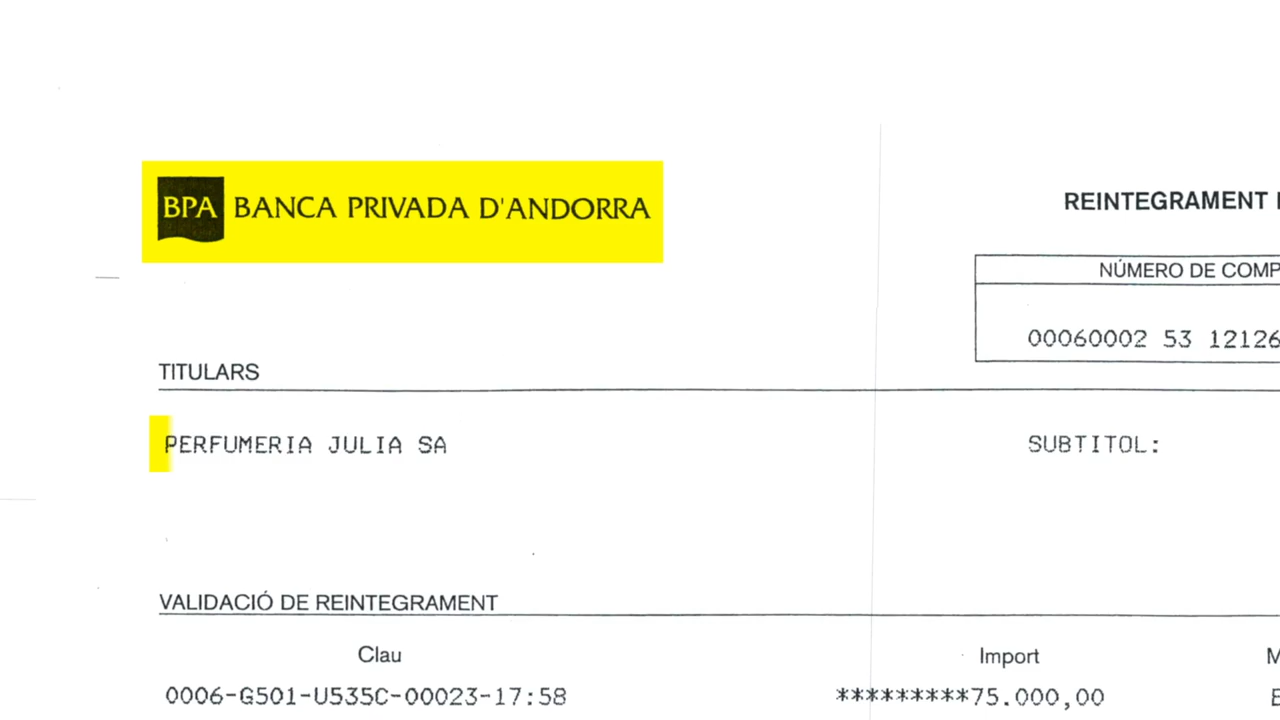 BPA BANCA PRIVADA D'ANDORRA
REINTEGRAMENT
NÚMERO DE COMP
00060002 53 12126
TITULARS
PERFUMERIA JULIA SA
SUBTITOL:
VALIDACIÓ DE REINTEGRAMENT
Clau
Import
M
0006-G501-U535C-00023-17:58
*********75.000,00
E